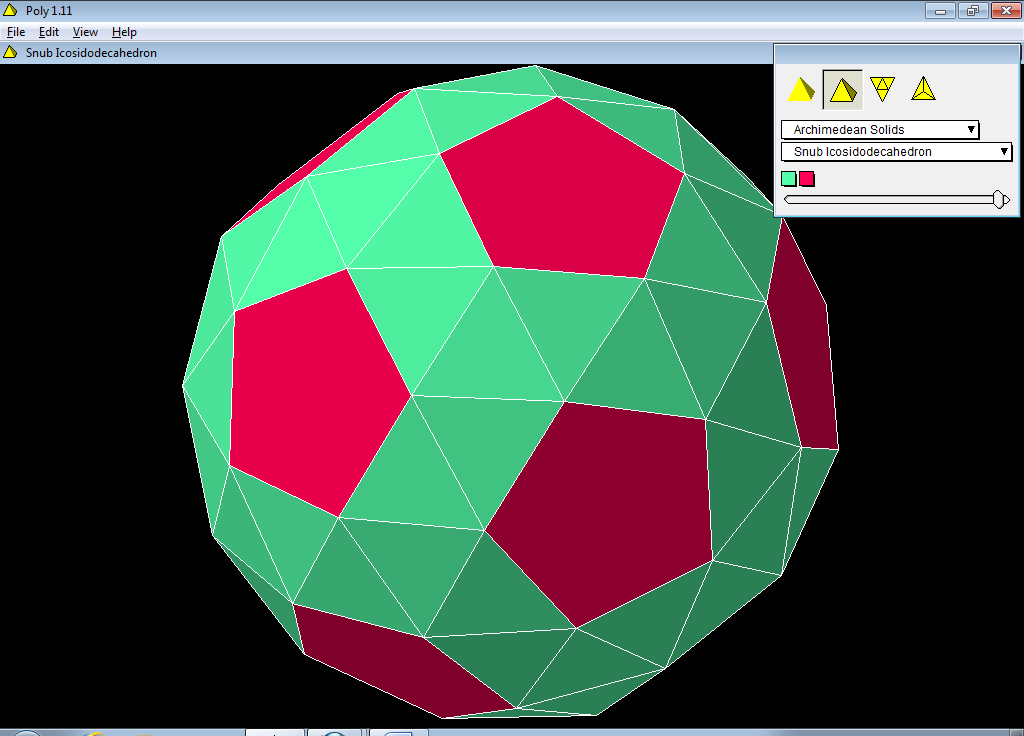 Poly 1.11
File Edit View Help
Snub Icosidodecahedron
Archimedean Solids
Snub Icosidodecahedron